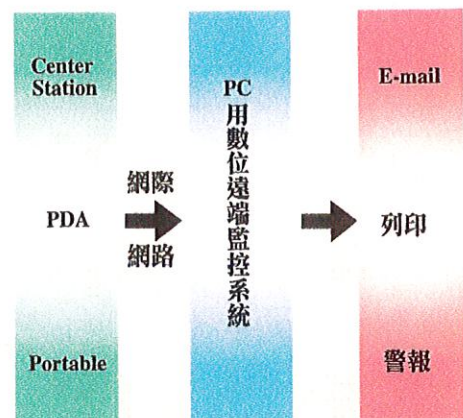 Center
Station
PDA
Portable
網際
網路
PC
用數位遠端監控系統
E-mail
列印
警報